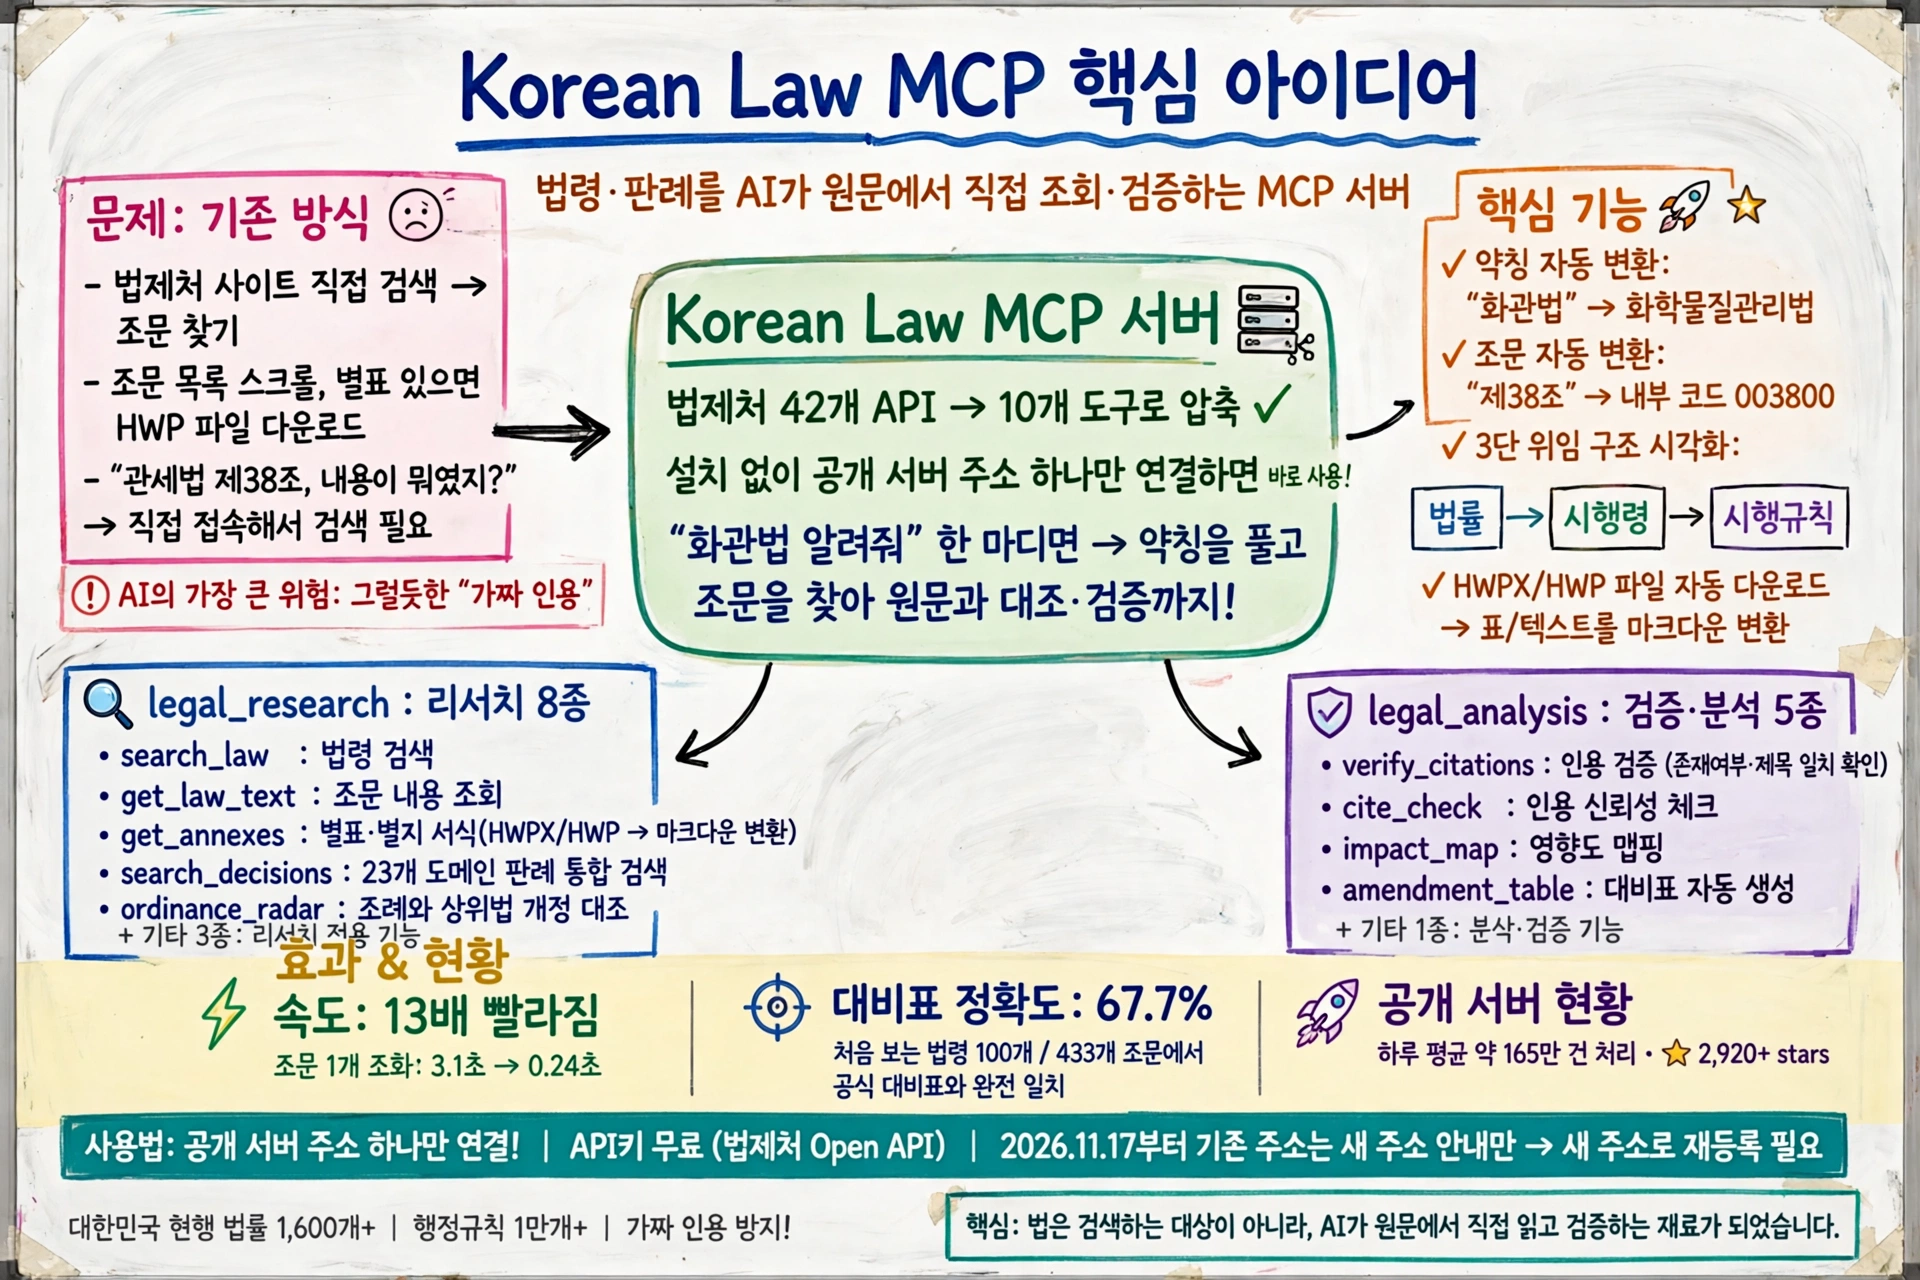 Korean Law MCP 핵심 아이디어
법령·판례를 AI가 원문에서 직접 조회·검증하는 MCP 서버
문제: 기존 방식
- 법제처 사이트 직접 검색 →
조문 찾기
- 조문 목록 스크롤, 별표 있으면
HWP 파일 다운로드
- “관세법 제38조, 내용이 뭐였지?”
→ 직접 접속해서 검색 필요
! AI의 가장 큰 위험: 그럴듯한 “가짜 인용”
Korean Law MCP 서버
법제처 42개 API → 10개 도구로 압축 ✓
설치 없이 공개 서버 주소 하나만 연결하면 바로 사용!
“화관법 알려줘” 한 마디면 → 약칭을 풀고
조문을 찾아 원문과 대조·검증까지!
핵심 기능
✓ 약칭 자동 변환:
“화관법” → 화학물질관리법
✓ 조문 자동 변환:
“제38조” → 내부 코드 003800
✓ 3단 위임 구조 시각화:
법률 → 시행령 → 시행규칙
✓ HWPX/HWP 파일 자동 다운로드
→ 표/텍스트를 마크다운 변환
legal_research : 리서치 8종
• search_law : 법령 검색
• get_law_text : 조문 내용 조회
• get_annexes : 별표·별지 서식(HWPX/HWP → 마크다운 변환)
• search_decisions : 23개 도메인 판례 통합 검색
• ordinance_radar : 조례와 상위법 개정 대조
+ 기타 3종: 리서치 전용 기능
legal_analysis : 검증·분석 5종
• verify_citations : 인용 검증 (존재여부·제목 일치 확인)
• cite_check : 인용 신뢰성 체크
• impact_map : 영향도 맵핑
• amendment_table : 대비표 자동 생성
+ 기타 1종: 분삭·검증 기능
효과 & 현황
속도: 13배 빨라짐
조문 1개 조화: 3.1초 → 0.24초
대비표 정확도: 67.7%
처음 보는 법령 100개 / 433개 조문에서
공식 대비표와 완전 일치
공개 서버 현황
하루 평균 약 165만 건 처리 • ⭐ 2,920+ stars
사용법: 공개 서버 주소 하나만 연결! | API키 무료 (법제처 Open API) | 2026.11.17부터 기존 주소는 새 주소 안내만 → 새 주소로 재등록 필요
대한민국 현행 법률 1,600개+ | 행정규칙 1만개+ | 가짜 인용 방지!
핵심: 법은 검색하는 대상이 아니라, AI가 원문에서 직접 읽고 검증하는 재료가 되었습니다.